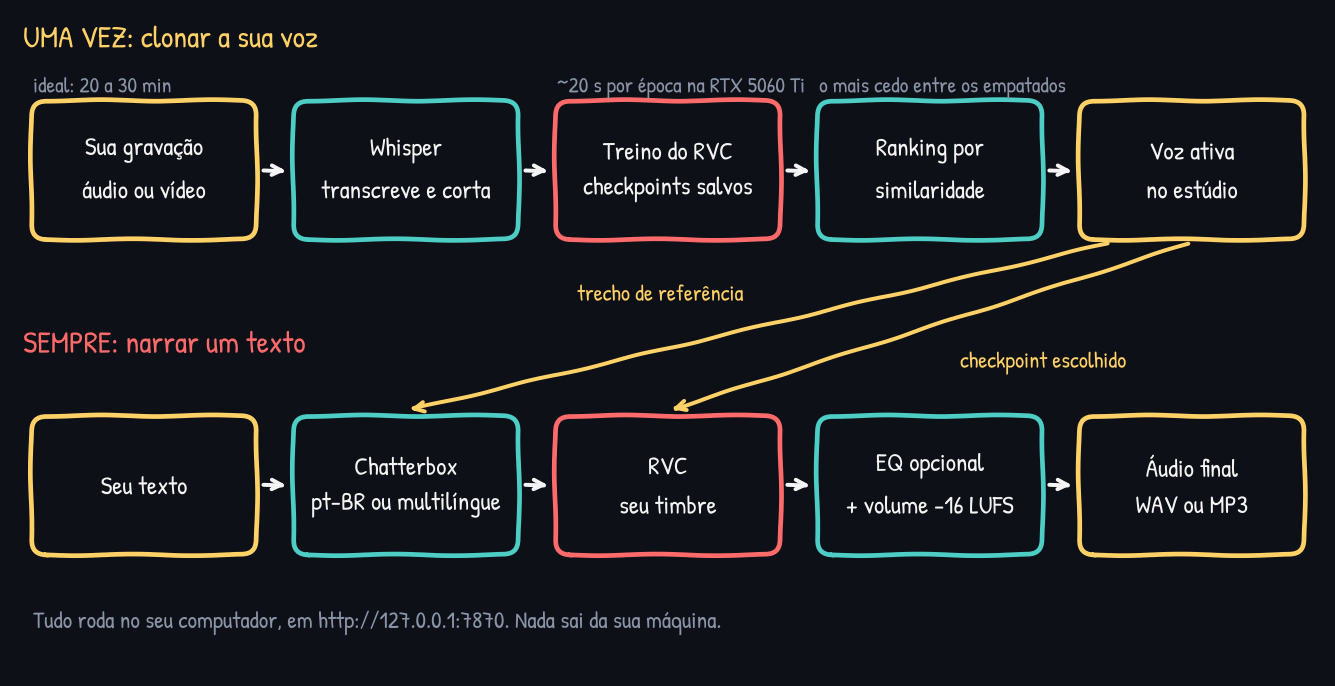 UMA VEZ: clonar a sua voz
ideal: 20 a 30 min
~20 s por época na RTX 5060 Ti
o mais cedo entre os empatados
Sua gravação
áudio ou vídeo
Whisper
transcreve e corta
Treino do RVC
checkpoints salvos
Ranking por
similaridade
Voz ativa
no estúdio
trecho de referência
SEMPRE: narrar um texto
checkpoint escolhido
Seu texto
Chatterbox
pt-BR ou multilíngue
RVC
seu timbre
EQ opcional
+ volume -16 LUFS
Áudio final
WAV ou MP3
Tudo roda no seu computador, em http://127.0.0.1:7870. Nada sai da sua máquina.